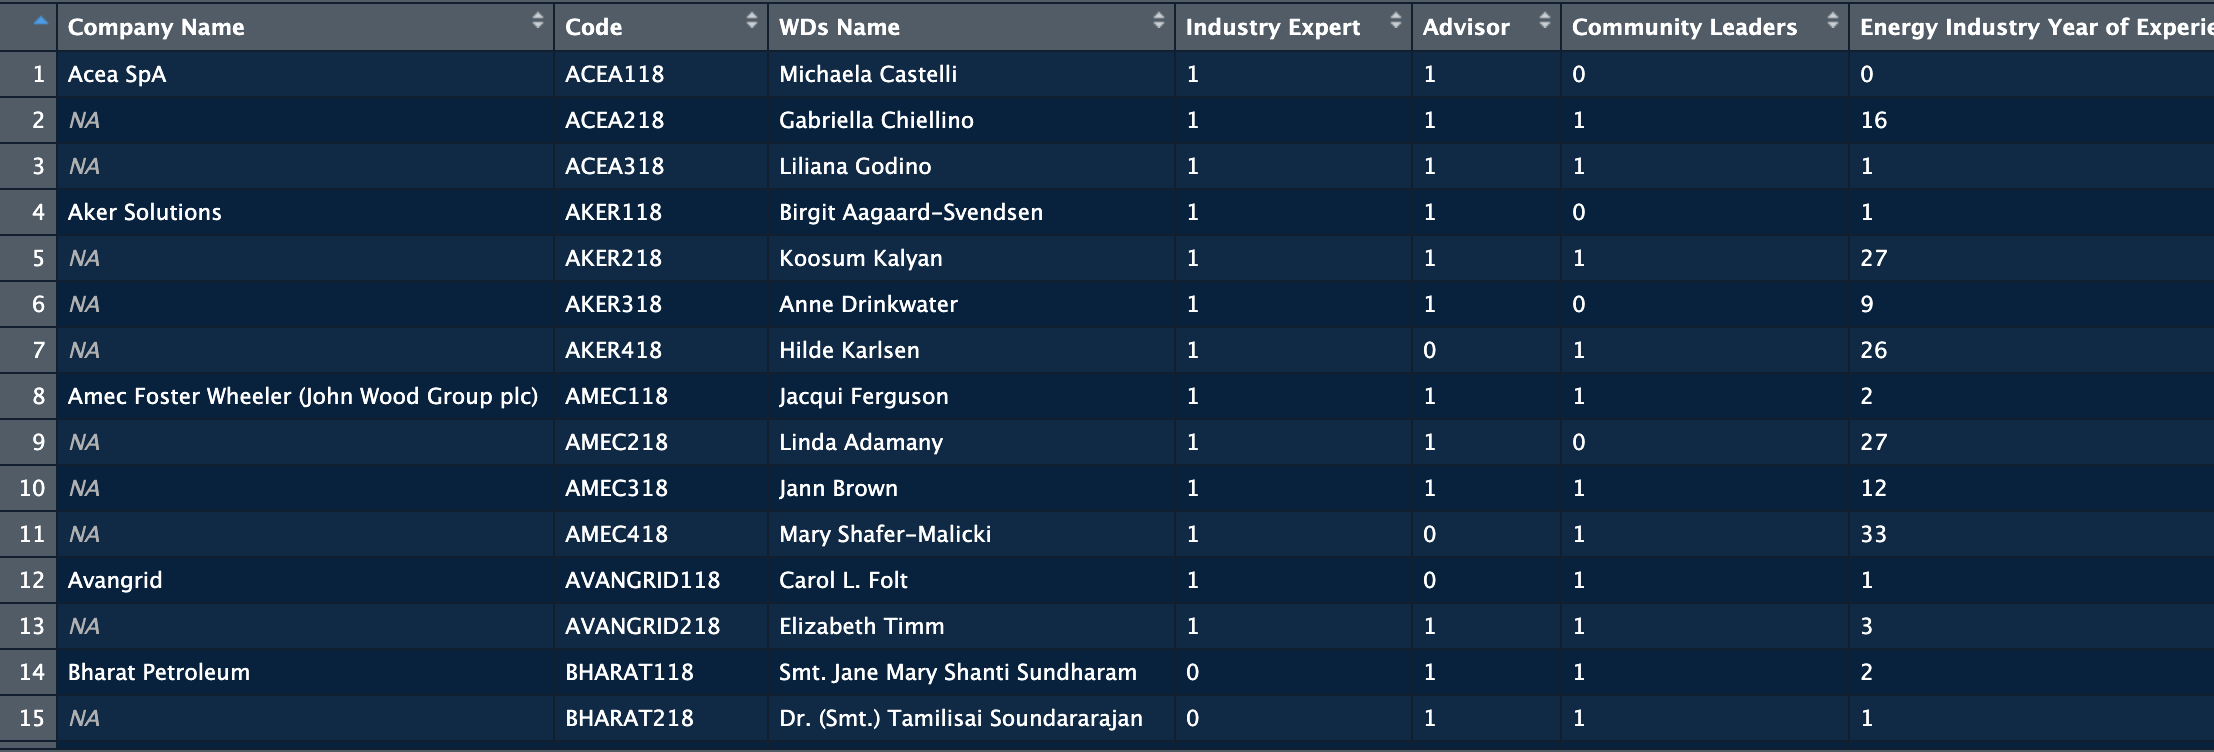 Company Name Code WDs Name Industry Expert Advisor Community Leaders Energy Industry Year of Experie
1 Acea SpA ACEA118 Michaela Castelli 1 1 0 0
2 NA ACEA218 Gabriella Chiellino 1 1 1 16
3 NA ACEA318 Liliana Godino 1 1 1 1
4 Aker Solutions AKER118 Birgit Aagaard-Svendsen 1 1 0 1
5 NA AKER218 Koosum Kalyan 1 1 1 27
6 NA AKER318 Anne Drinkwater 1 1 0 9
7 NA AKER418 Hilde Karlsen 1 0 1 26
8 Amec Foster Wheeler (John Wood Group plc) AMEC118 Jacqui Ferguson 1 1 1 2
9 NA AMEC218 Linda Adamany 1 1 0 27
10 NA AMEC318 Jann Brown 1 1 1 12
11 NA AMEC418 Mary Shafer-Malicki 1 0 1 33
12 Avangrid AVANGRID118 Carol L. Folt 1 0 1 1
13 NA AVANGRID218 Elizabeth Timm 1 1 1 3
14 Bharat Petroleum BHARAT118 Smt. Jane Mary Shanti Sundharam 0 1 1 2
15 NA BHARAT218 Dr. (Smt.) Tamilisai Soundararajan 0 1 1 1